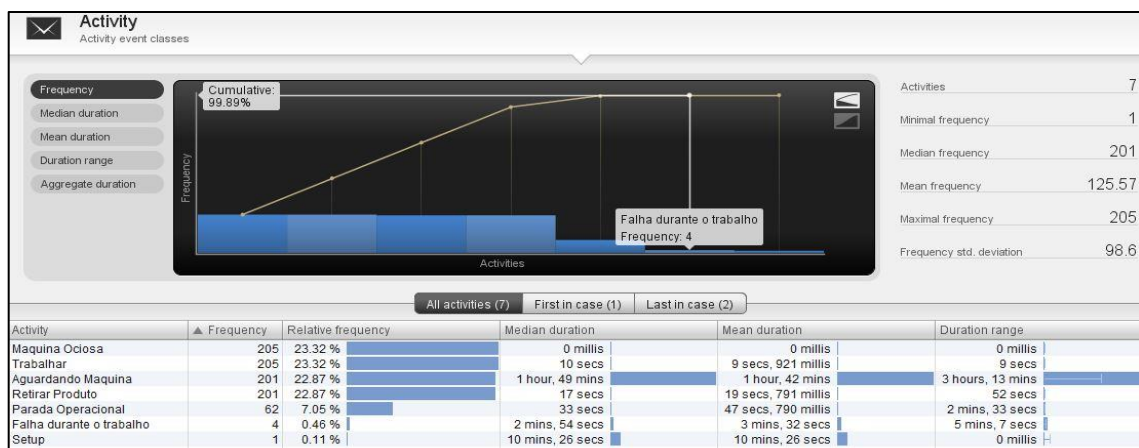 Activity
Activity event classes
Frequency
Median duration
Mean duration
Duration range
Aggregate duration
Cumulative:
99.89%
Frequency
Falha durante o trabalho
Frequency: 4
Activities
Activities 7
Minimal frequency 1
Median frequency 201
Mean frequency 125.57
Maximal frequency 205
Frequency std. deviation 98.6
All activities (7) First in case (1) Last in case (2)
Activity Frequency Relative frequency Median duration Mean duration Duration range
Maquina Ociosa 205 23.32 % 0 millis 0 millis 0 millis
Trabalhar 205 23.32 % 10 secs 9 secs, 921 millis 9 secs
Aguardando Maquina 201 22.87 % 1 hour, 49 mins 1 hour, 42 mins 3 hours, 13 mins
Retirar Produto 201 22.87 % 17 secs 19 secs, 791 millis 52 secs
Parada Operacional 62 7.05 % 33 secs 47 secs, 790 millis 2 mins, 33 secs
Falha durante o trabalho 4 0.46 % 2 mins, 54 secs 3 mins, 32 secs 5 mins, 7 secs
Setup 1 0.11 % 10 mins, 26 secs 10 mins, 26 secs 0 millis